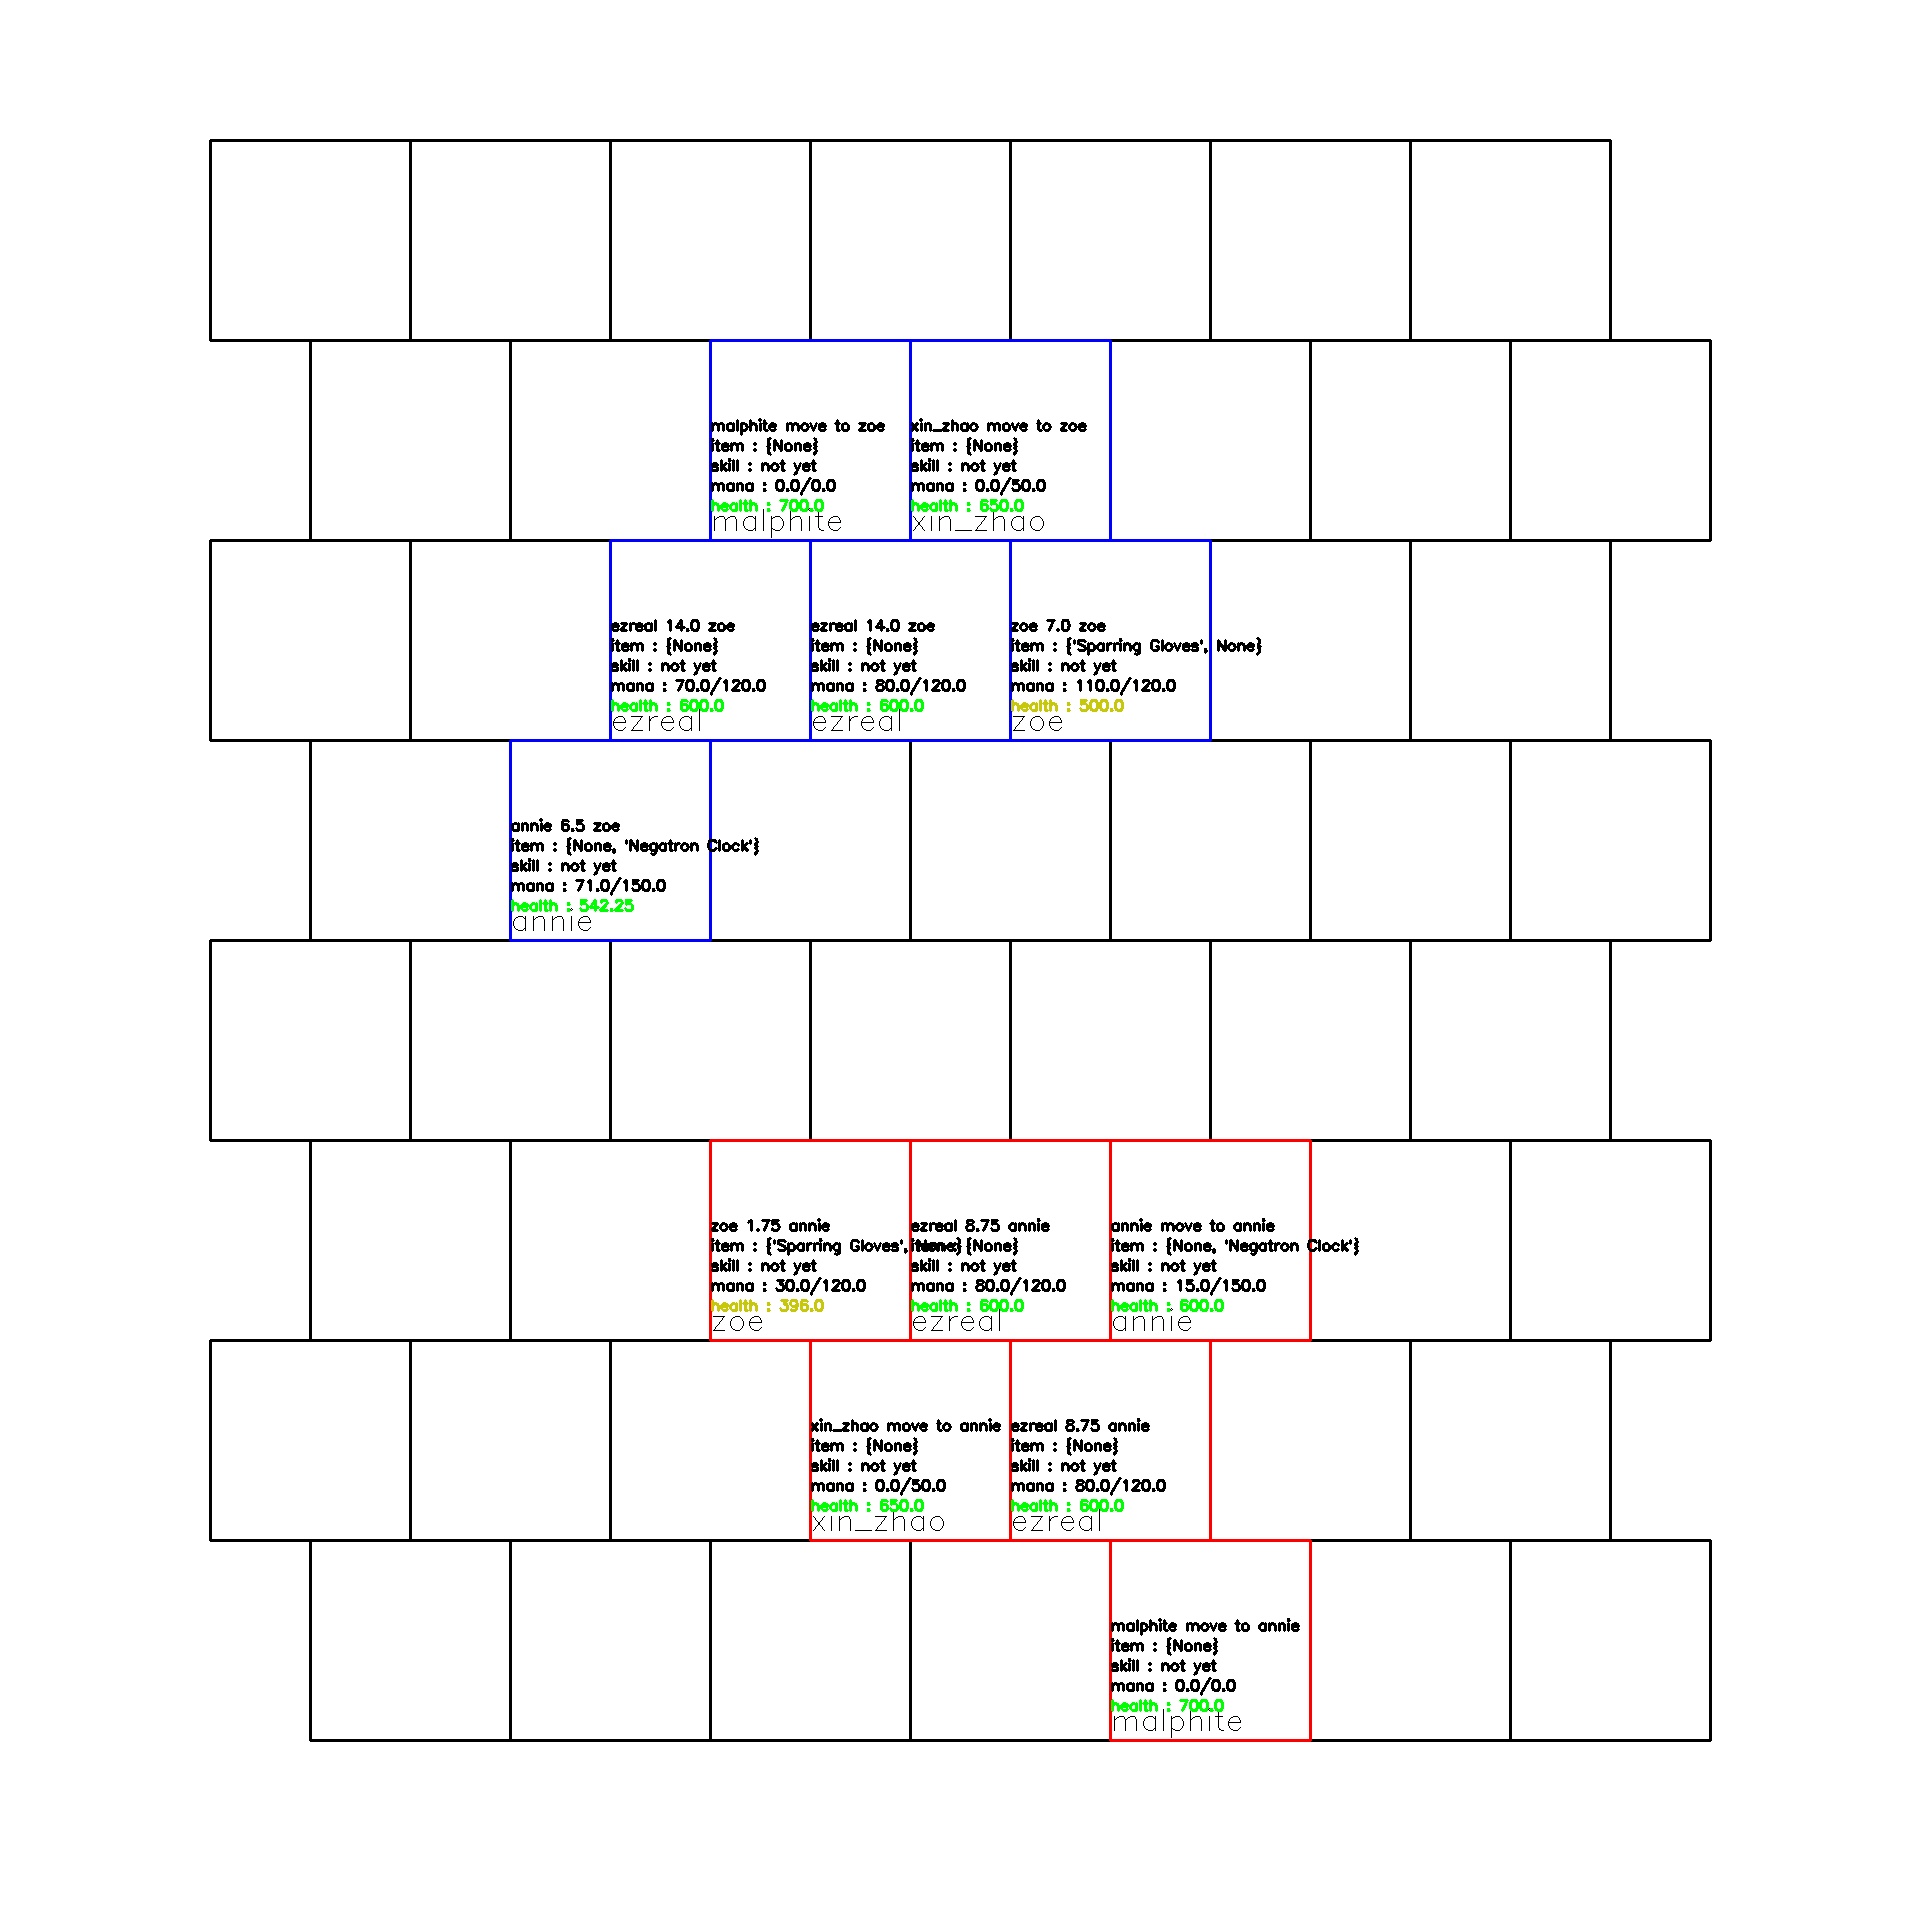 malphite move to zoe
item : {None}
skill : not yet
mana : 0.0/0.0
health : 700.0
malphite
xin_zhao move to zoe
item : {None}
skill : not yet
mana : 0.0/50.0
health : 650.0
xin_zhao
ezreal 14.0 zoe
item : {None}
skill : not yet
mana : 70.0/120.0
health : 600.0
ezreal
ezreal 14.0 zoe
item : {None}
skill : not yet
mana : 80.0/120.0
health : 600.0
ezreal
zoe 7.0 zoe
item : {'Sparring Gloves', None}
skill : not yet
mana : 110.0/120.0
health : 500.0
zoe
annie 6.5 zoe
item : {None, 'Negatron Clock'}
skill : not yet
mana : 71.0/150.0
health : 542.25
annie
zoe 1.75 annie
item : {'Sparring Gloves', None}
skill : not yet
mana : 30.0/120.0
health : 396.0
zoe
ezreal 8.75 annie
item : {None}
skill : not yet
mana : 80.0/120.0
health : 600.0
ezreal
annie move to annie
item : {None, 'Negatron Clock'}
skill : not yet
mana : 15.0/150.0
health : 600.0
annie
xin_zhao move to annie
item : {None}
skill : not yet
mana : 0.0/50.0
health : 650.0
xin_zhao
ezreal 8.75 annie
item : {None}
skill : not yet
mana : 80.0/120.0
health : 600.0
ezreal
malphite move to annie
item : {None}
skill : not yet
mana : 0.0/0.0
health : 700.0
malphite